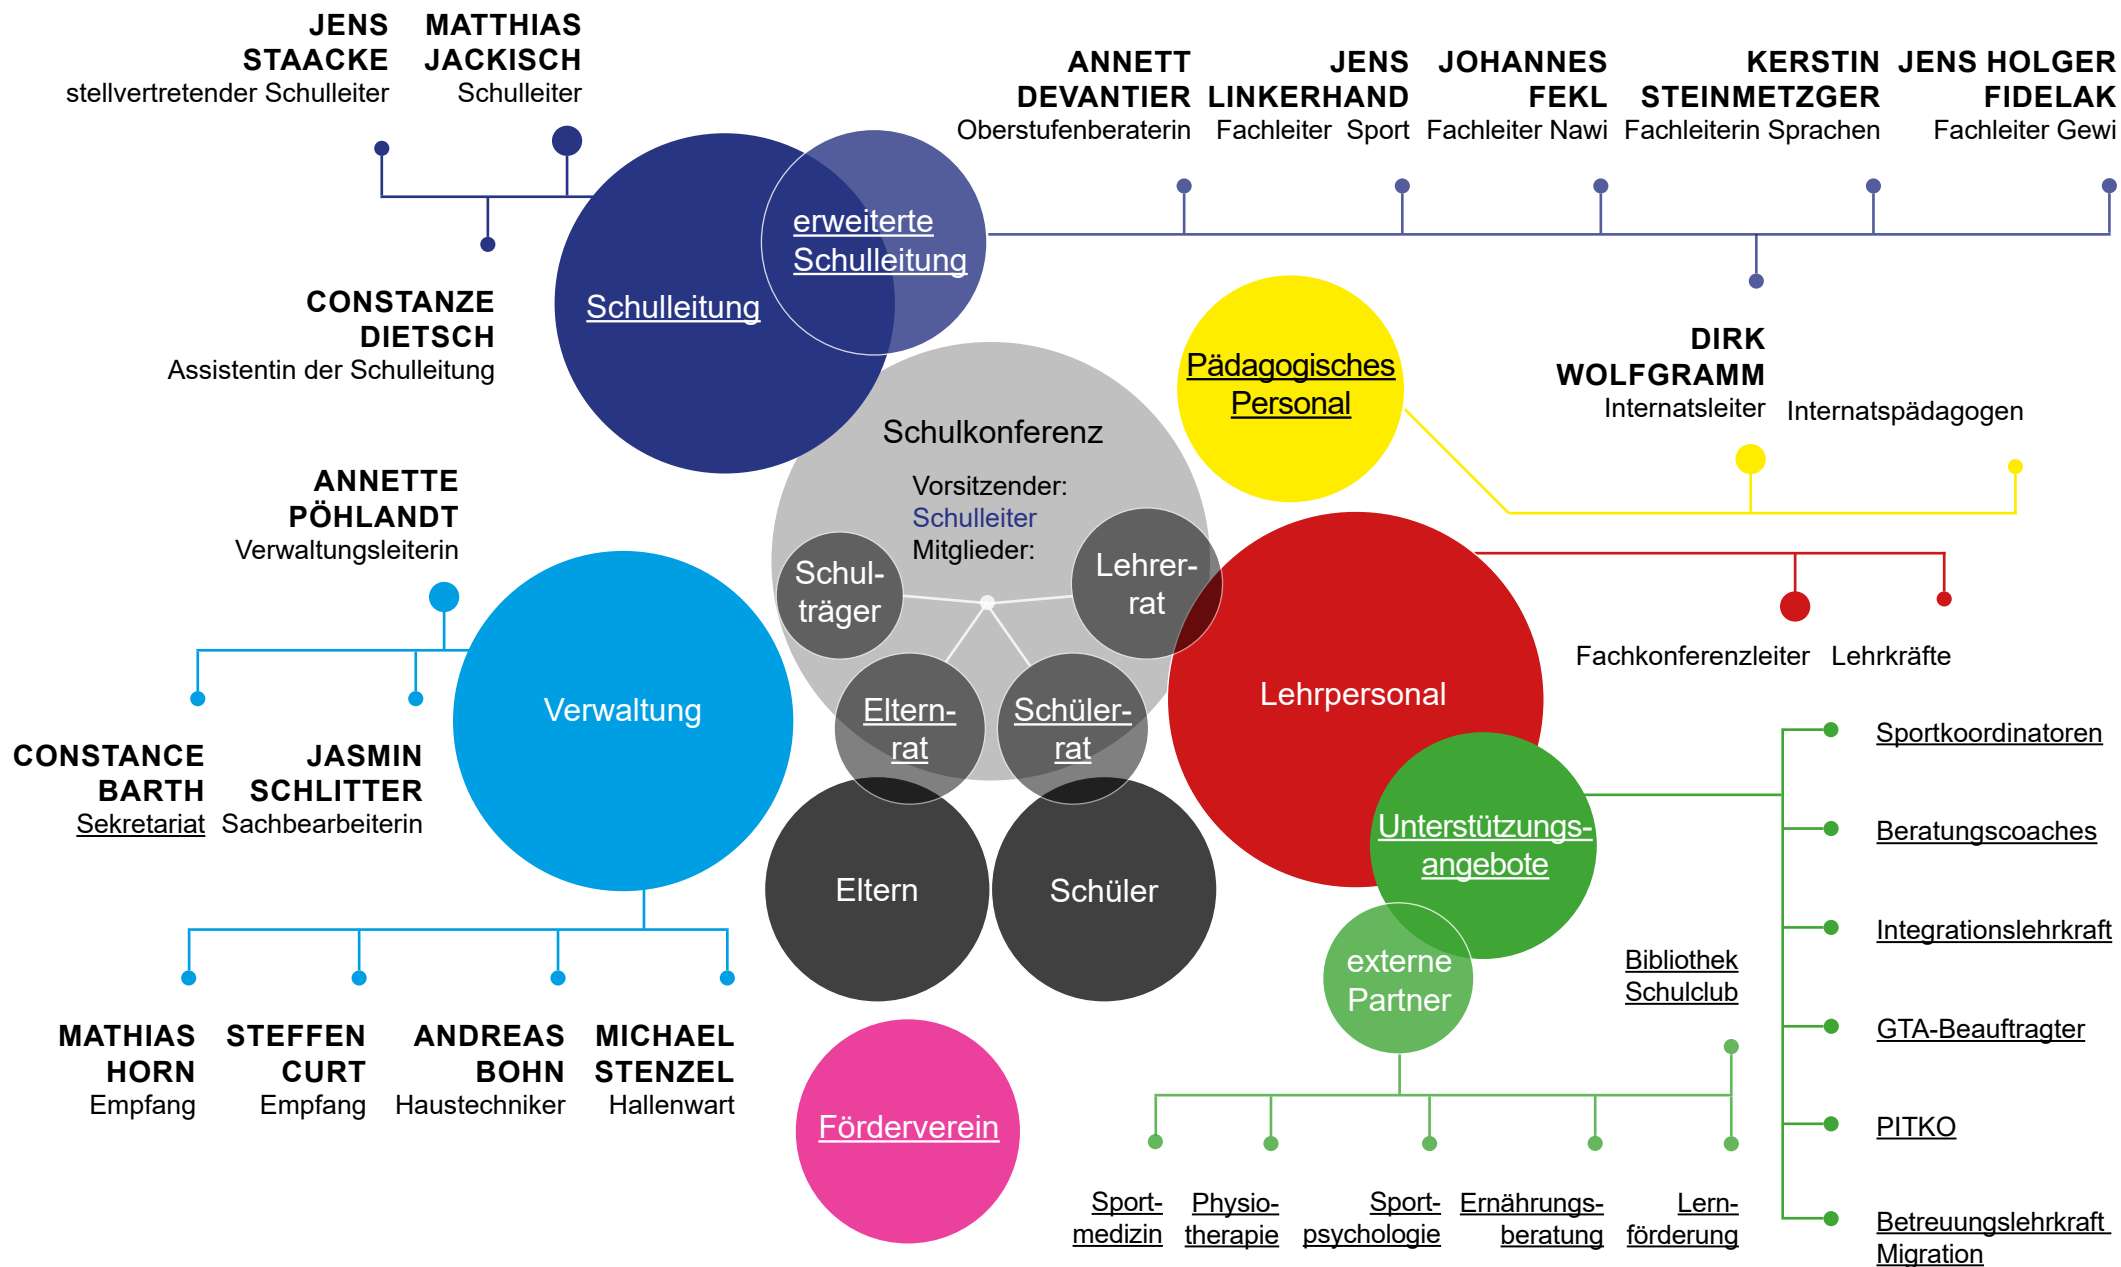 JENS
STAACKE
stellvertretender Schulleiter
MATTHIAS
JACKISCH
Schulleiter
ANNETT
DEVANTIER
Oberstufenberaterin
JENS
LINKERHAND
Fachleiter Sport
JOHANNES
FEKL
Fachleiter Nawi
KERSTIN
STEINMETZGER
Fachleiterin Sprachen
JENS HOLGER
FIDELAK
Fachleiter Gewi
erweiterte
Schulleitung
Schulleitung
CONSTANZE
DIETSCH
Assistentin der Schulleitung
Pädagogisches
Personal
DIRK
WOLFGRAMM
Internatsleiter
Internatspädagogen
Schulkonferenz
Vorsitzender:
Schulleiter
Mitglieder:
Schul-
träger
Lehrer-
rat
Eltern-
rat
Schüler-
rat
ANNETTE
PÖHLANDT
Verwaltungsleiterin
Verwaltung
Lehrpersonal
Fachkonferenzleiter
Lehrkräfte
CONSTANCE
BARTH
Sekretariat
JASMIN
SCHLITTER
Sachbearbeiterin
Eltern
Schüler
Unterstützungs-
angebote
Sportkoordinatoren
Beratungscoaches
Integrationslehrkraft
GTA-Beauftragter
PITKO
Betreuungslehrkraft
Migration
externe
Partner
Bibliothek
Schulclub
MATHIAS
HORN
Empfang
STEFFEN
CURT
Empfang
ANDREAS
BOHN
Haustechniker
MICHAEL
STENZEL
Hallenwart
Förderverein
Sport-
medizin
Physio-
therapie
Sport-
psychologie
Ernährungs-
beratung
Lern-
förderung